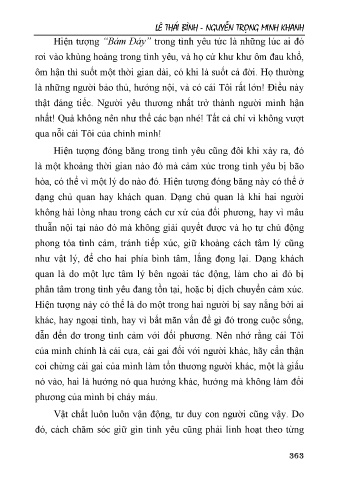 LÊ THÁI BÌNH - NGUYỄN TRỌNG MINH KHANH
Hiện tượng “Bám Dáy” trong tình yêu tức là những lúc ai đó
rơi vào khủng hoảng trong tình yêu, và họ cứ khư khư ôm đau khổ,
ôm hận thì suốt một thời gian dài, có khi là suốt cả đời. Họ thường
là những người bảo thủ, hướng nội, và có cái Tôi rất lớn! Điều này
thật đáng tiếc. Người yêu thương nhất trở thành người mình hận
nhất! Quả không nên như thế các bạn nhé! Tất cả chỉ vì không vượt
qua nỗi cái Tôi của chính mình!
Hiện tượng đóng băng trong tình yêu cũng đôi khi xảy ra, đó
là một khoảng thời gian nào đó mà cảm xúc trong tình yêu bị bão
hòa, có thể vì một lý do nào đó. Hiện tượng đóng băng này có thể ở
dạng chủ quan hay khách quan. Dạng chủ quan là khi hai người
không hài lòng nhau trong cách cư xử của đối phương, hay vì mâu
thuẫn nội tại nào đó mà không giải quyết được và họ tự chủ động
phong tỏa tình cảm, tránh tiếp xúc, giữ khoảng cách tâm lý cũng
như vật lý, để cho hai phía bình tâm, lắng đọng lại. Dạng khách
quan là do một lực tâm lý bên ngoài tác động, làm cho ai đó bị
phân tâm trong tình yêu đang tồn tại, hoặc bị dịch chuyển cảm xúc.
Hiện tượng này có thể là do một trong hai người bị say nắng bởi ai
khác, hay ngoại tình, hay vì bất mãn vấn đề gì đó trong cuộc sống,
dẫn đến đơ trong tình cảm với đối phương. Nên nhớ rằng cái Tôi
của mình chính là cái cựa, cái gai đối với người khác, hãy cẩn thận
coi chừng cái gai của mình làm tổn thương người khác, một là giấu
nó vào, hai là hướng nó qua hướng khác, hướng mà không làm đối
phương của mình bị chảy máu.
Vật chất luôn luôn vận động, tư duy con người cũng vậy. Do
đó, cách chăm sóc giữ gìn tình yêu cũng phải linh hoạt theo từng
363